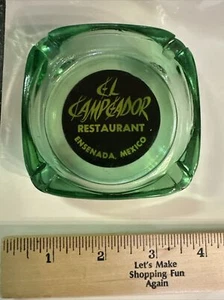 EL
CAMPEADOR
RESTAURANT
ENSENADA, MEXICO
1 2 3 4
Let's Make
Shopping Fun
Again